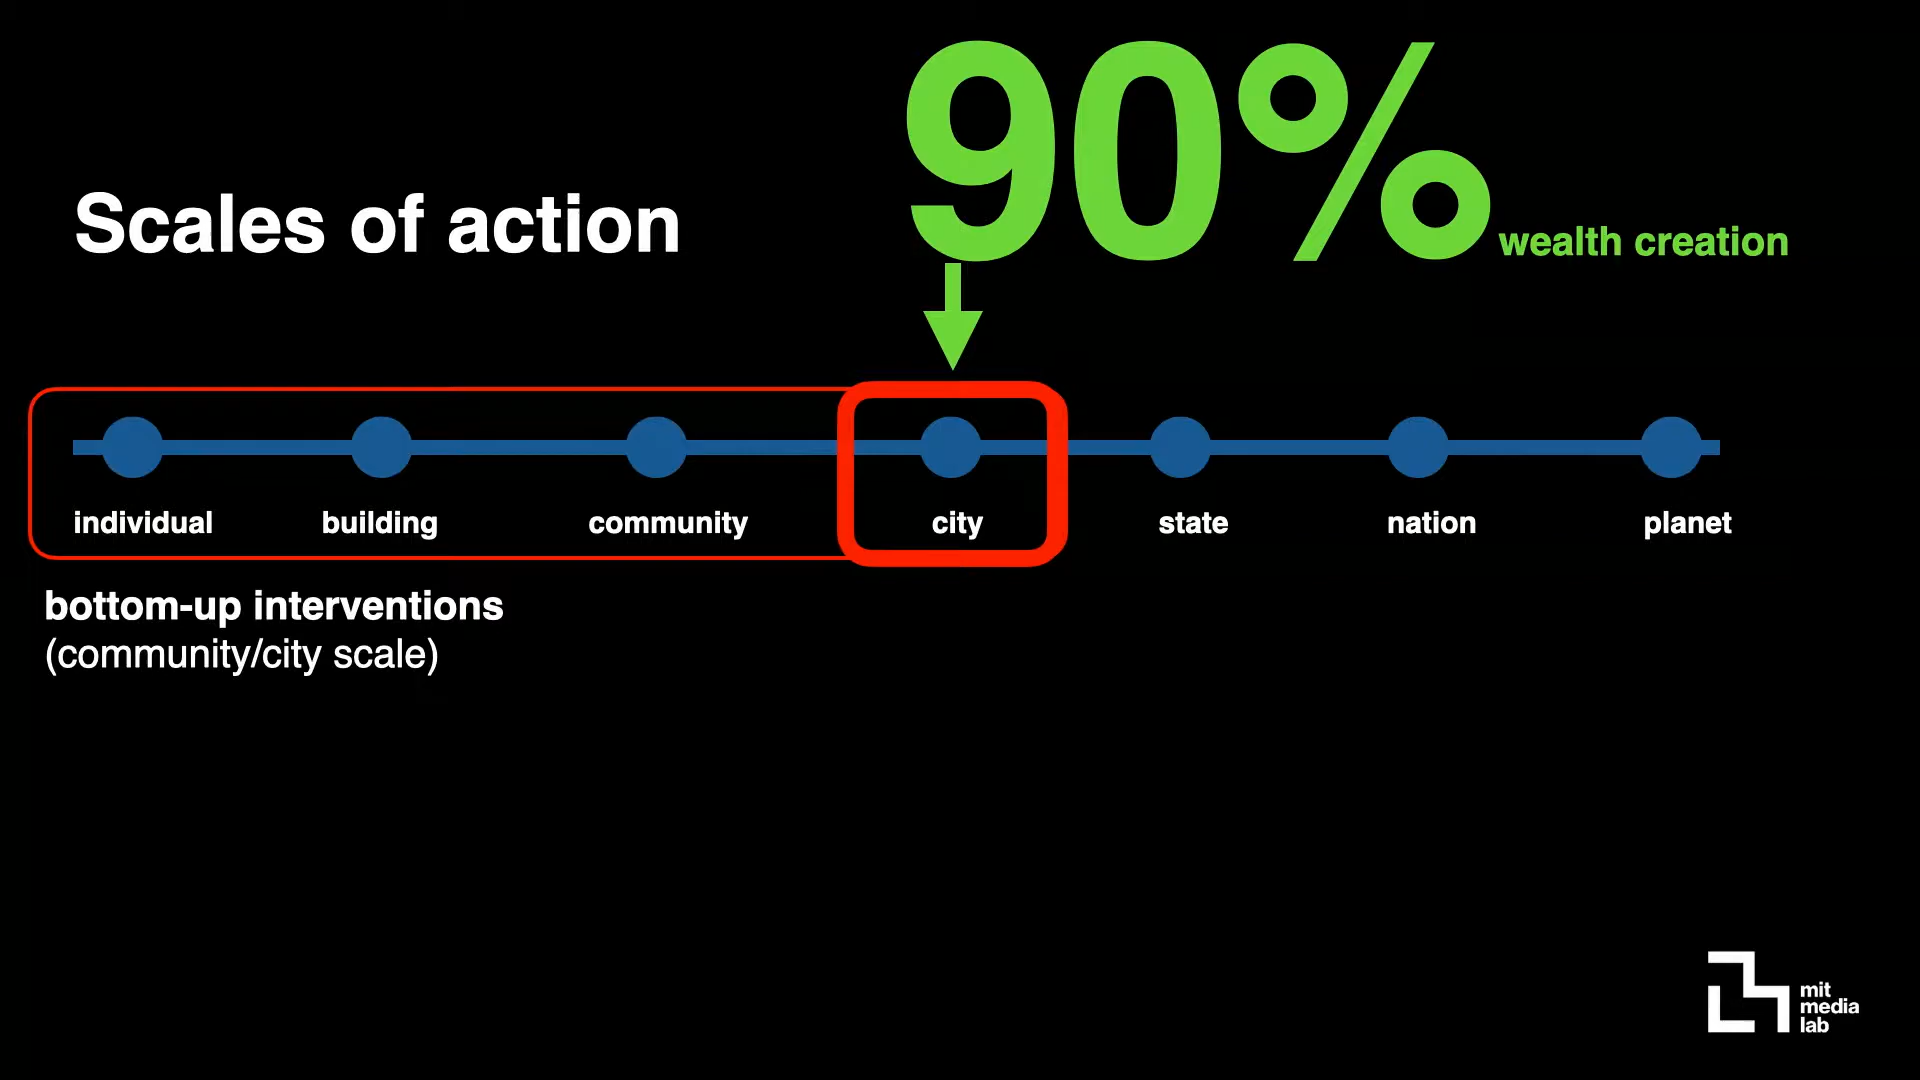 90%
wealth creation
Scales of action
individual
building
community
city
state
nation
planet
bottom-up interventions
(community/city scale)
mit
media
lab